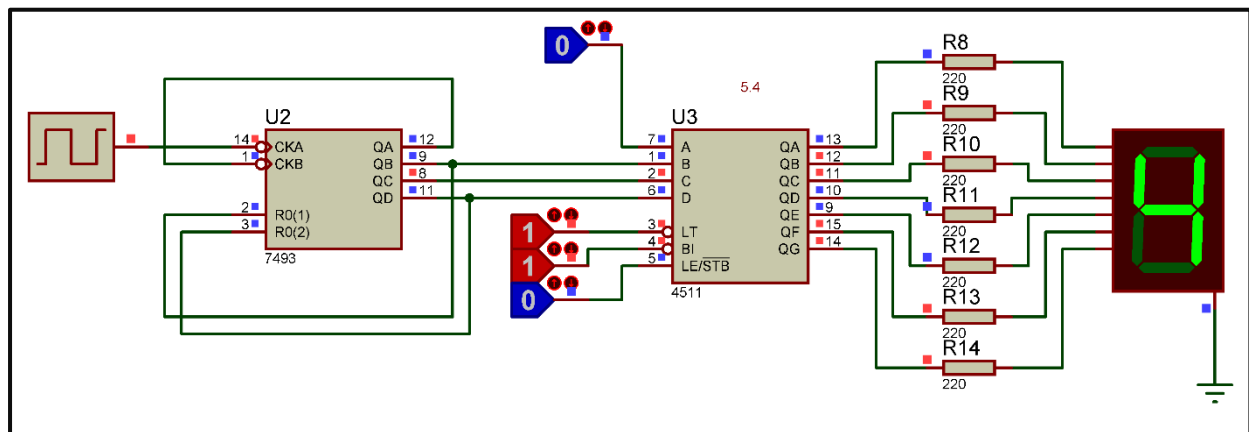 0
5.4
U2
14 CKA QA 12
1 CKB QB 9
QC 8
QD 11
2 R0(1)
3 R0(2)
7493
U3
7 A QA 13
1 B QB 12
2 C QC 11
6 D QD 10
QE 9
1 3 LT QF 15
1 4 BI QG 14
0 5 LE/STB
4511
R8
220
R9
220
R10
220
R11
220
R12
220
R13
220
R14
220
4